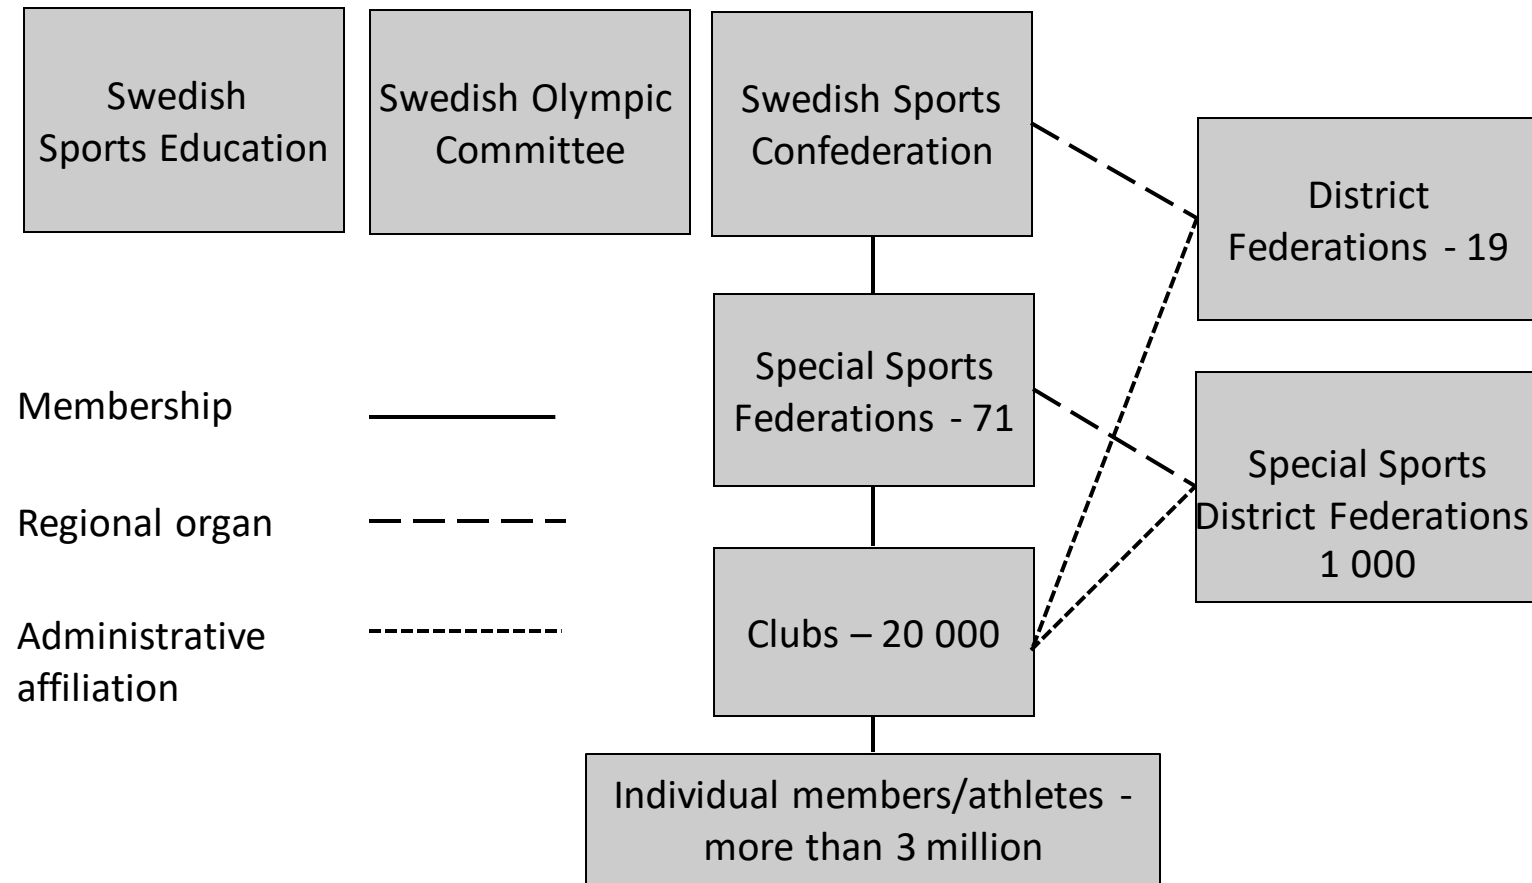 Swedish
Sports Education
Swedish Olympic
Committee
Swedish Sports
Confederation
District
Federations - 19
Special Sports
Federations - 71
Special Sports
District Federations
1 000
Membership
Regional organ
Administrative
affiliation
Clubs – 20 000
Individual members/athletes -
more than 3 million